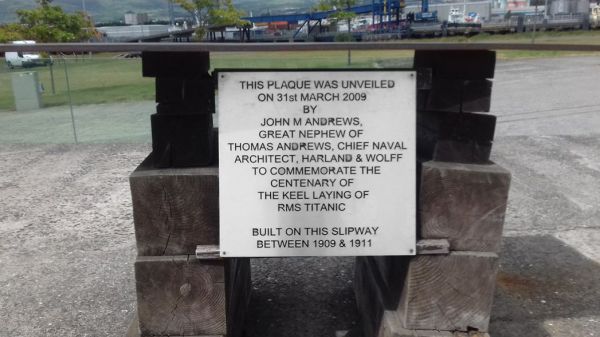 THIS PLAQUE WAS UNVEILED
ON 31st MARCH 2009
BY
JOHN M ANDREWS,
GREAT NEPHEW OF
THOMAS ANDREWS, CHIEF NAVAL
ARCHITECT, HARLAND & WOLFF
TO COMMEMORATE THE
CENTENARY OF
THE KEEL LAYING OF
RMS TITANIC
BUILT ON THIS SLIPWAY
BETWEEN 1909 & 1911